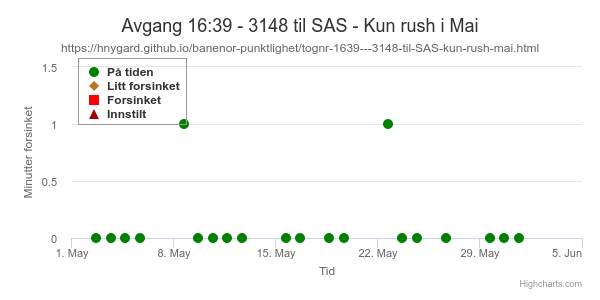 Avgang 16:39 - 3148 til SAS - Kun rush i Mai
https://hnygard.github.io/banenor-punktlighet/tognr-1639---3148-til-SAS-kun-rush-mai.html
På tiden
Litt forsinket
Forsinket
Innstilt
Minutter forsinket
1.5
1
0.5
0
1. May
8. May
15. May
22. May
29. May
5. Jun
Tid
Highcharts.com